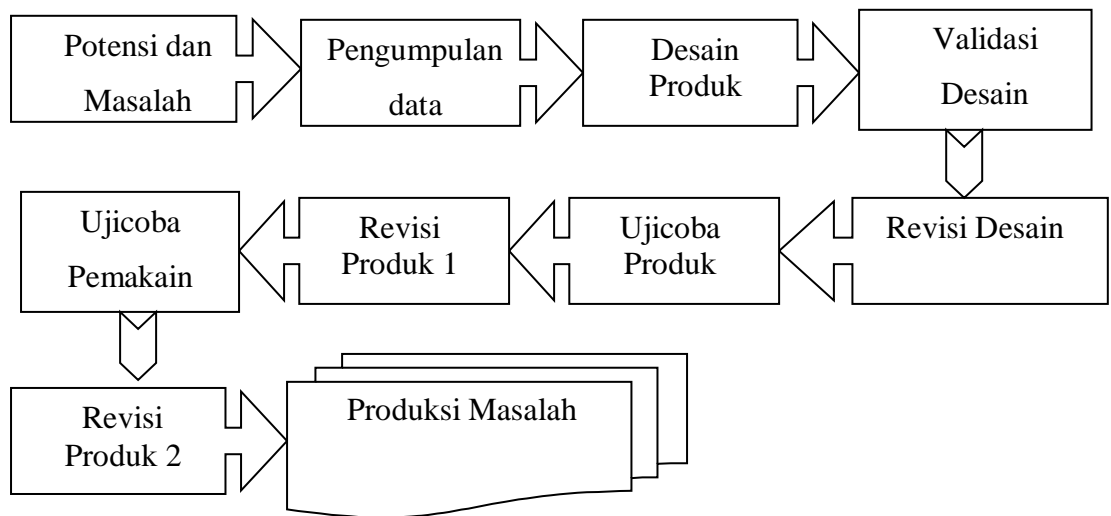 Potensi dan
Masalah
Pengumpulan
data
Desain
Produk
Validasi
Desain
Revisi Desain
Ujicoba
Produk
Revisi
Produk 1
Ujicoba
Pemakain
Revisi
Produk 2
Produksi Masalah